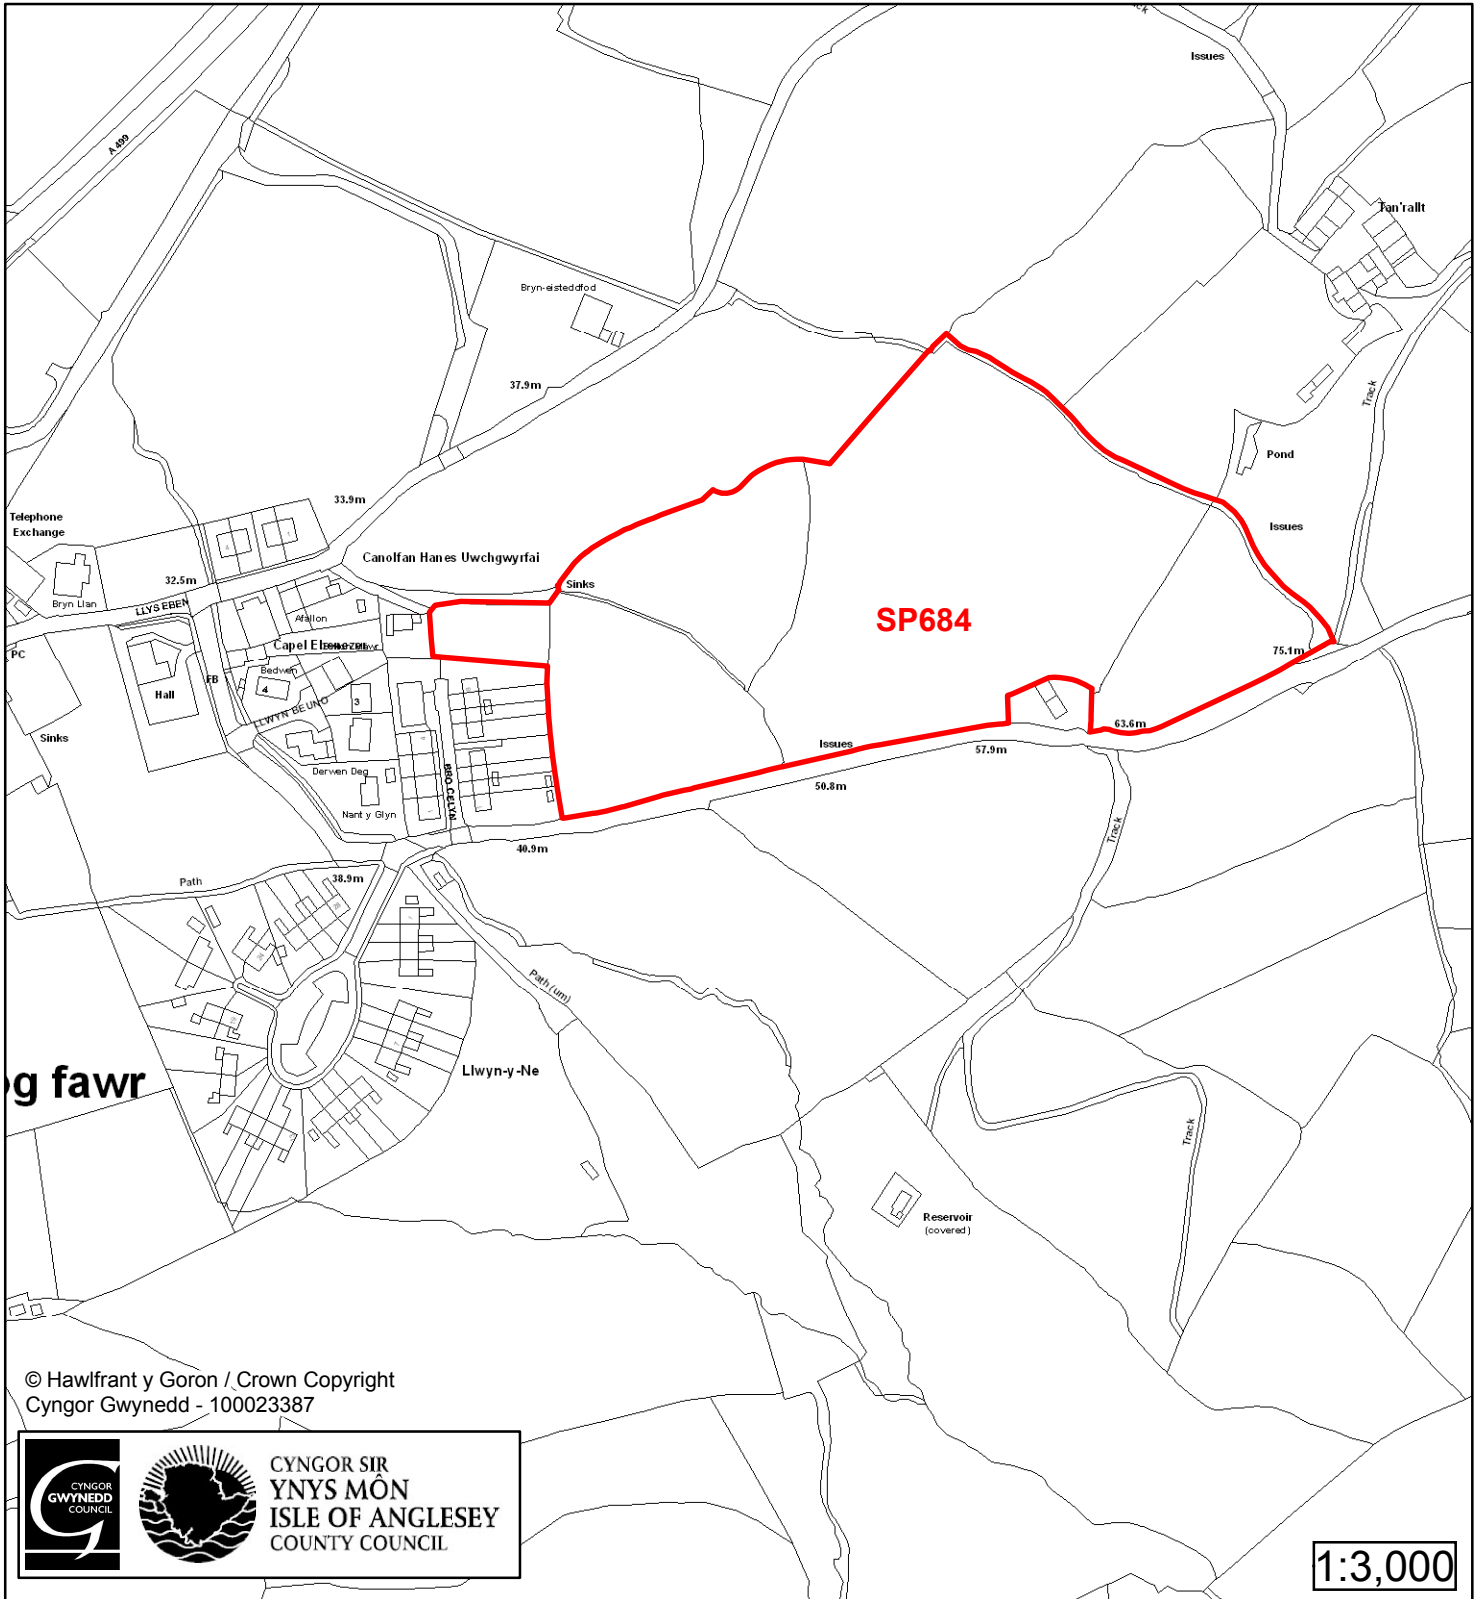 Issues
A 499
Tan'rallt
Bryn-eisteddfod
37.9m
Track
Pond
33.9m
Telephone
Exchange
Issues
Canolfan Hanes Uwchgwyrfai
32.5m
Sinks
Bryn Llan
LLYS EBEN
SP684
Afallon
Capel Ebenezer
75.1m
PC
Bedwen
FB
Hall
4
3
LLWYN BEUNO
63.6m
Sinks
Issues
57.9m
Derwen Deg
BRO CELYN
50.8m
Nant y Glyn
Track
40.9m
Path
38.9m
Path (um)
og fawr
Llwyn-y-Ne
Track
Reservoir
(covered)
© Hawlfrant y Goron / Crown Copyright
Cyngor Gwynedd - 100023387
CYNGOR
GWYNEDD
COUNCIL
CYNGOR SIR
YNYS MÔN
ISLE OF ANGLESEY
COUNTY COUNCIL
1:3,000